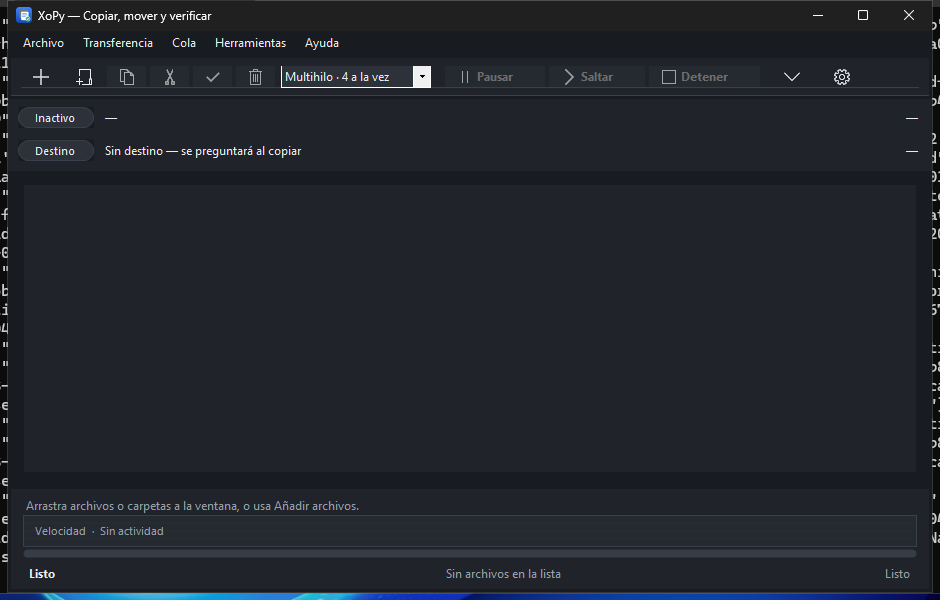 XoPy — Copiar, mover y verificar
Archivo Transferencia Cola Herramientas Ayuda
Multihilo · 4 a la vez Pausar Saltar Detener
Inactivo — —
Destino Sin destino — se preguntará al copiar —
Arrastra archivos o carpetas a la ventana, o usa Añadir archivos.
Velocidad · Sin actividad
Listo Sin archivos en la lista Listo